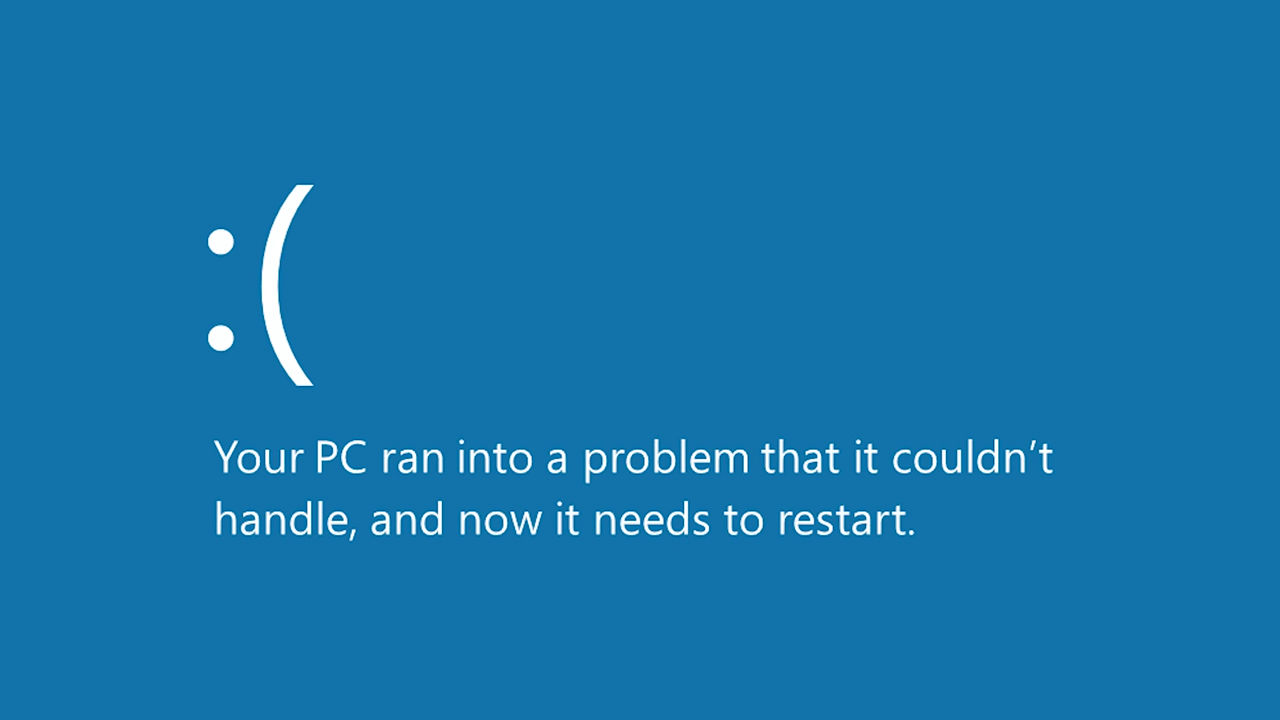 :(
Your PC ran into a problem that it couldn’t
handle, and now it needs to restart.